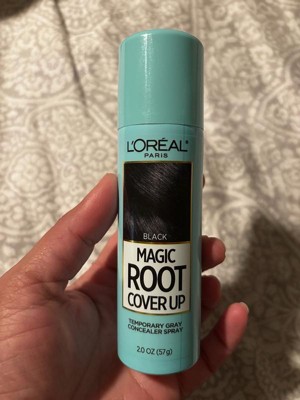 L'ORÉAL®
PARIS
BLACK
MAGIC
ROOT
COVER UP
TEMPORARY GRAY
CONCEALER SPRAY
2.0 OZ (57g)